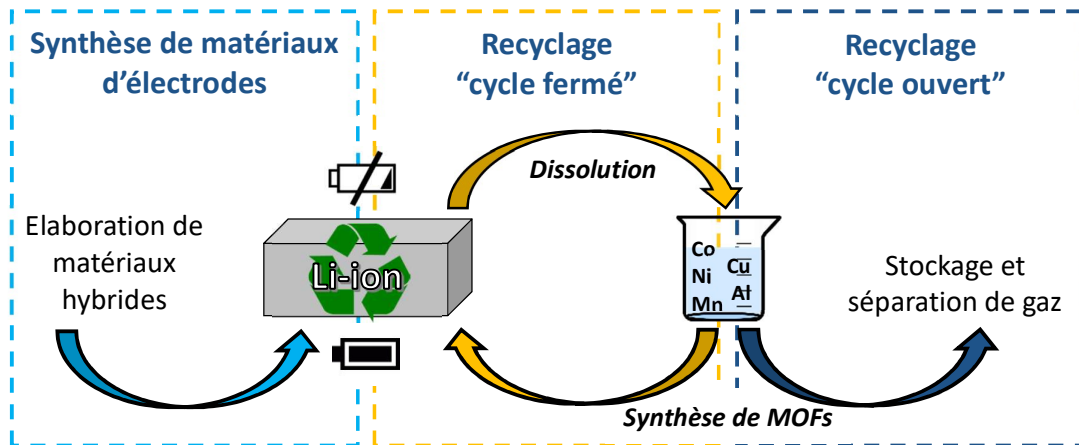 Synthèse de matériaux
d'électrodes
Recyclage
“cycle fermé”
Recyclage
“cycle ouvert”
Dissolution
Elaboration de
matériaux
hybrides
Li-ion
Co
Ni
Mn
Cu
Al
Stockage et
séparation de gaz
Synthèse de MOFs